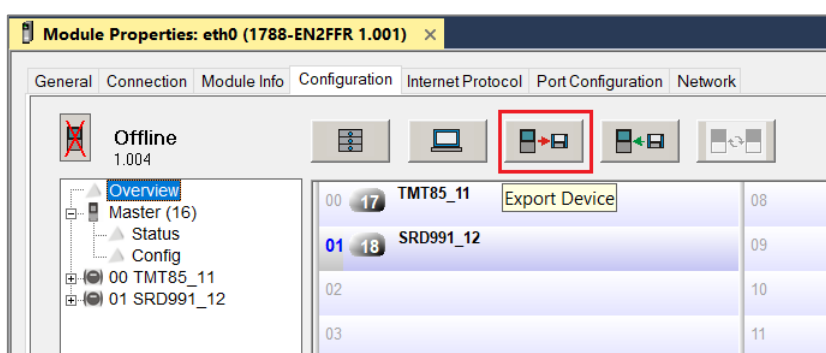 Module Properties: eth0 (1788-EN2FFR 1.001) ×
General Connection Module Info Configuration Internet Protocol Port Configuration Network
Offline
1.004
Overview
Master (16)
Status
Config
00 TMT85_11
01 SRD991_12
00 17 TMT85_11
Export Device
08
01 18 SRD991_12
09
02
10
03
11